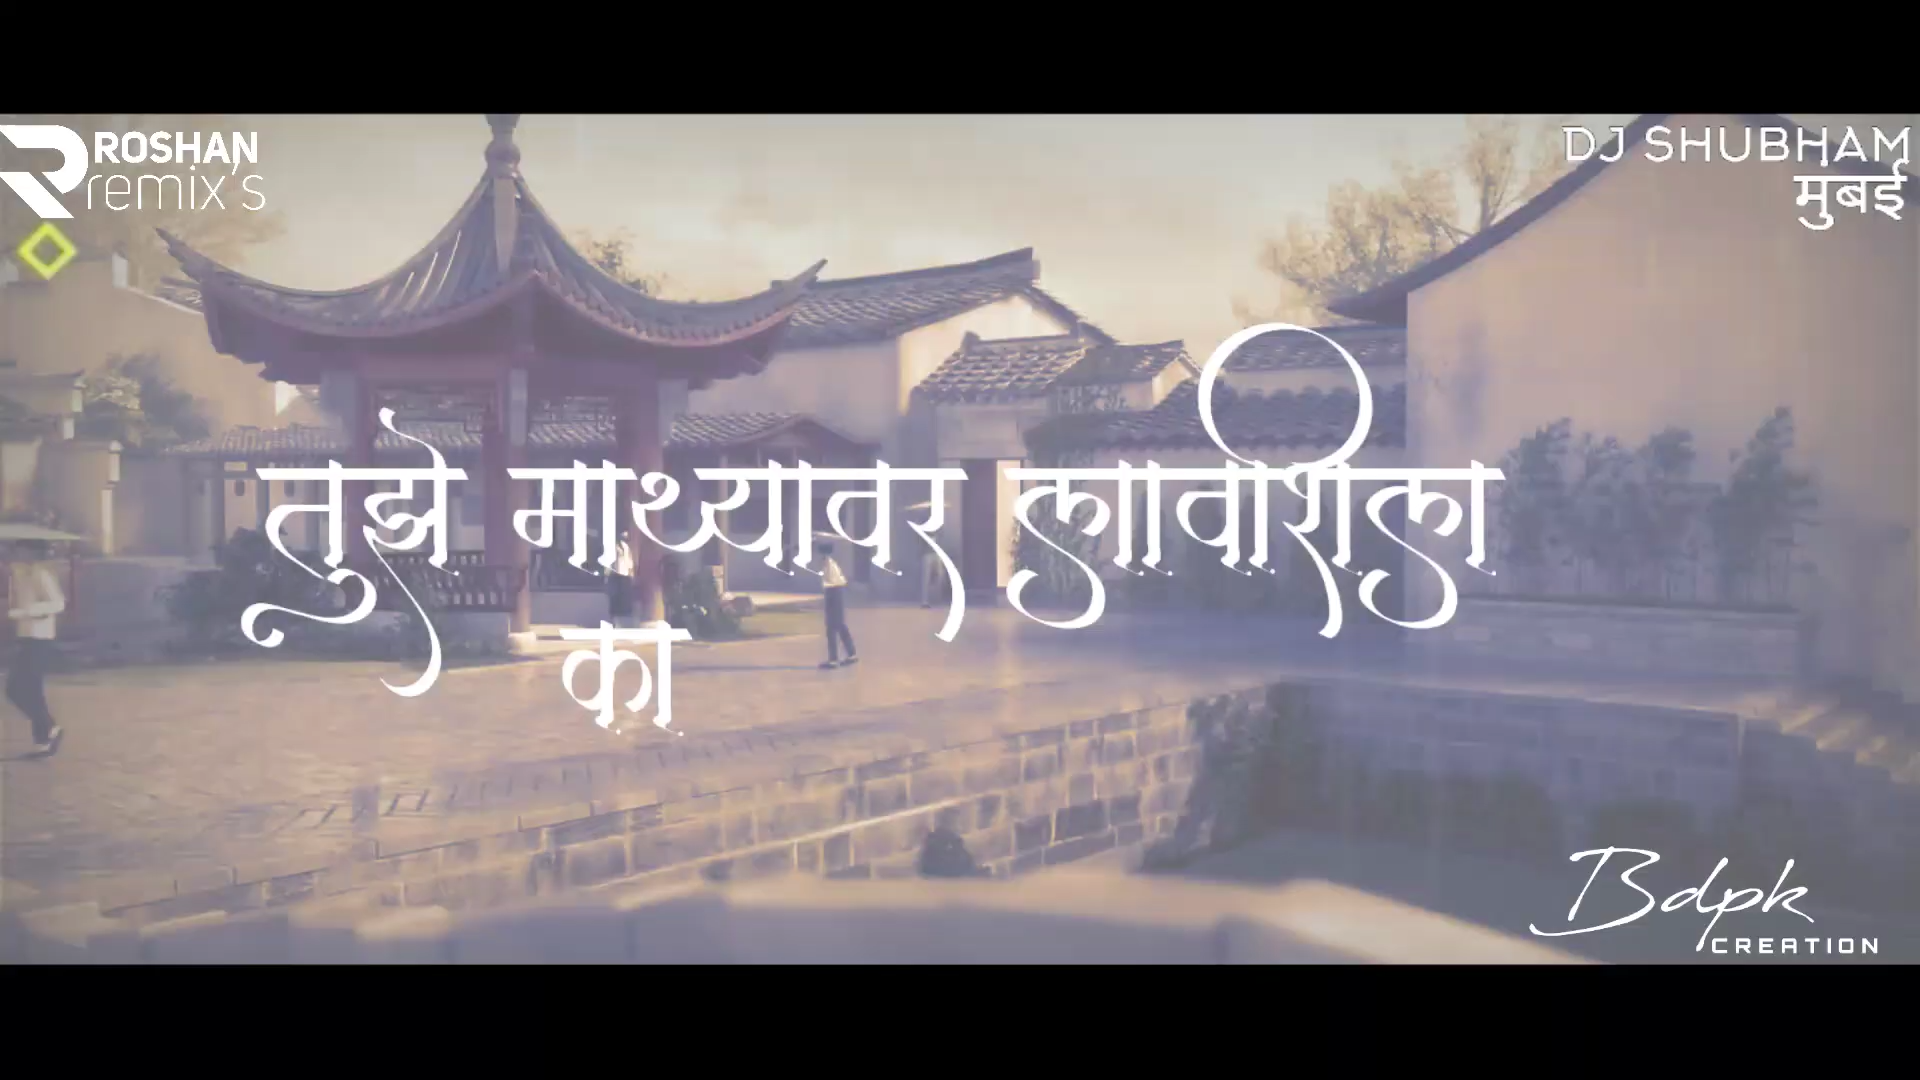 ROSHAN
remix's
DJ SHUBHAM
मुंबई
तुझे माथ्यावर लावीशीला
का
Bdpk
CREATION